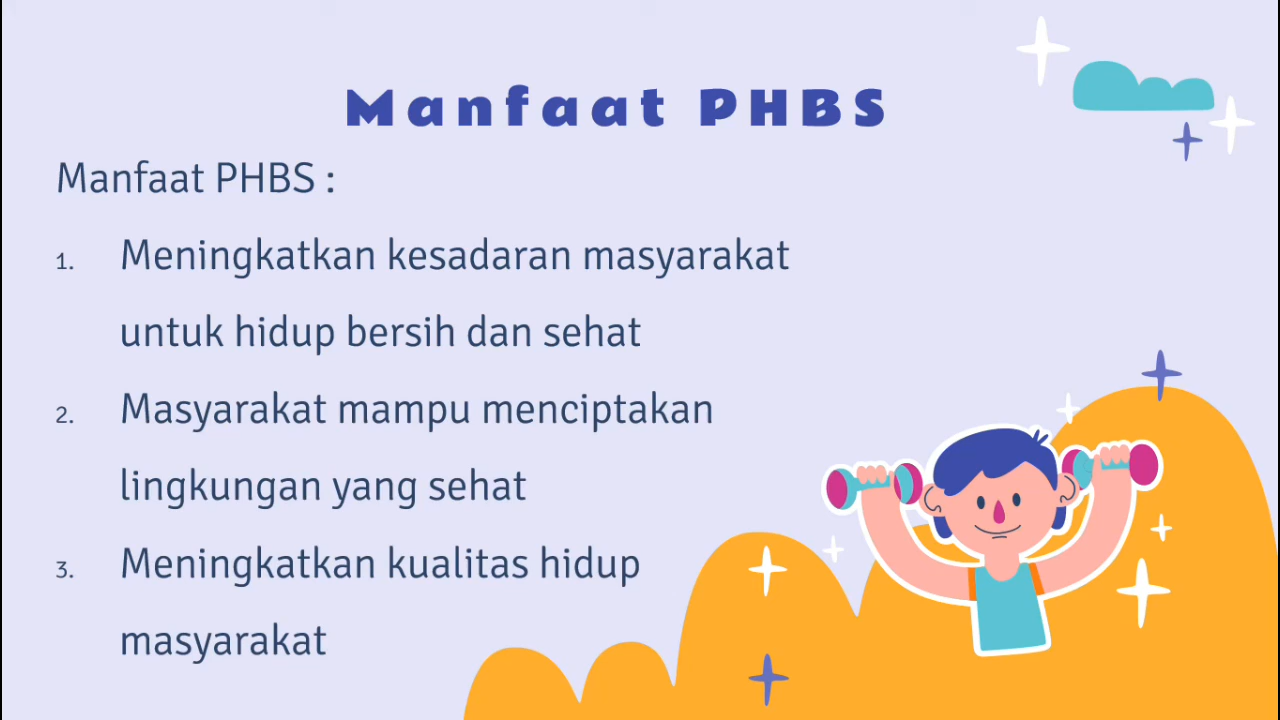 Manfaat PHBS
Manfaat PHBS :
1. Meningkatkan kesadaran masyarakat
untuk hidup bersih dan sehat
2. Masyarakat mampu menciptakan
lingkungan yang sehat
3. Meningkatkan kualitas hidup
masyarakat